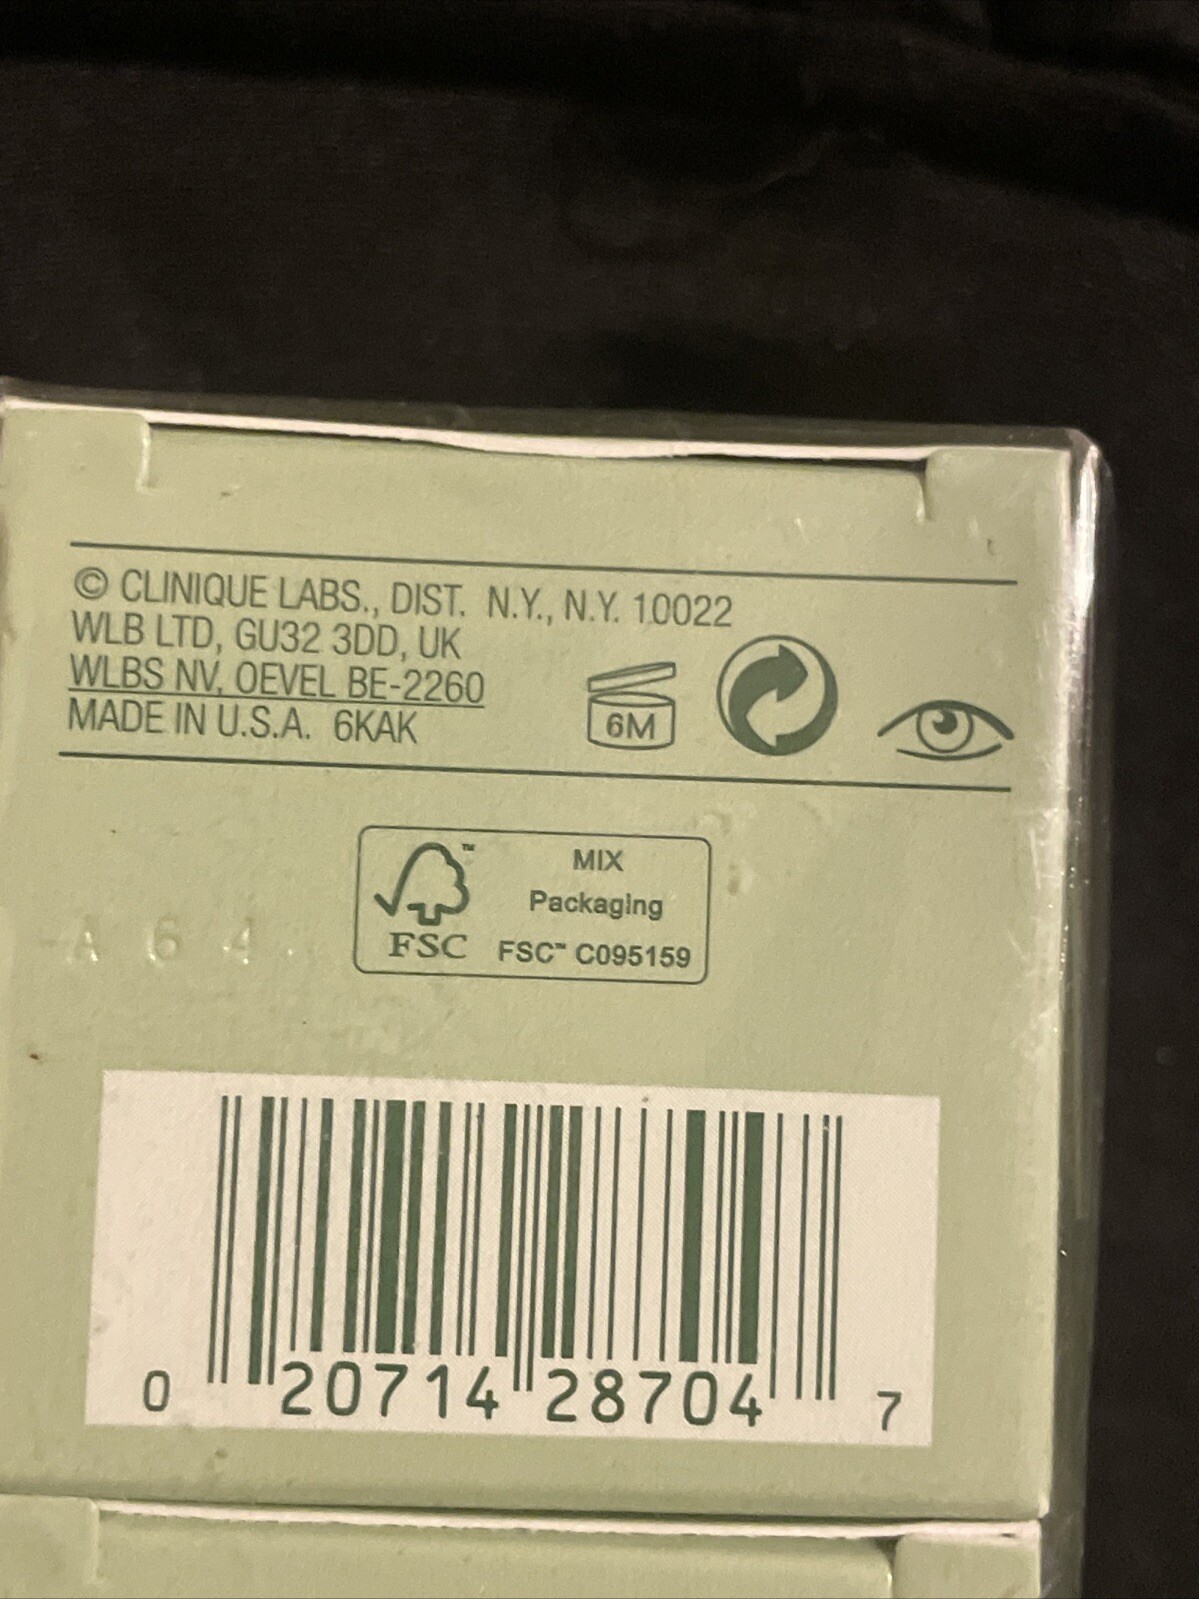 © CLINIQUE LABS., DIST. N.Y., N.Y. 10022
WLB LTD, GU32 3DD, UK
WLBS NV, OEVEL BE-2260
MADE IN U.S.A. 6KAK
6M
MIX
Packaging
FSC™ C095159
™
FSC
A 6 4
0 20714 28704 7